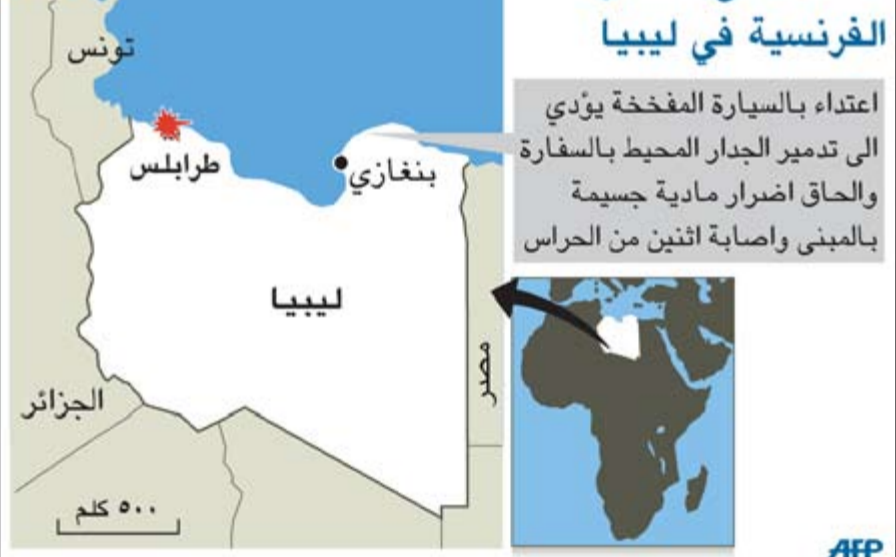 الفرنسية في ليبيا
اعتداء بالسيارة المفخخة يؤدي
الى تدمير الجدار المحيط بالسفارة
والحاق اضرار مادية جسيمة
بالمبنى واصابة اثنين من الحراس
تونس
طرابلس
بنغازي
ليبيا
مصر
الجزائر
٥٠٠ كلم
AFP